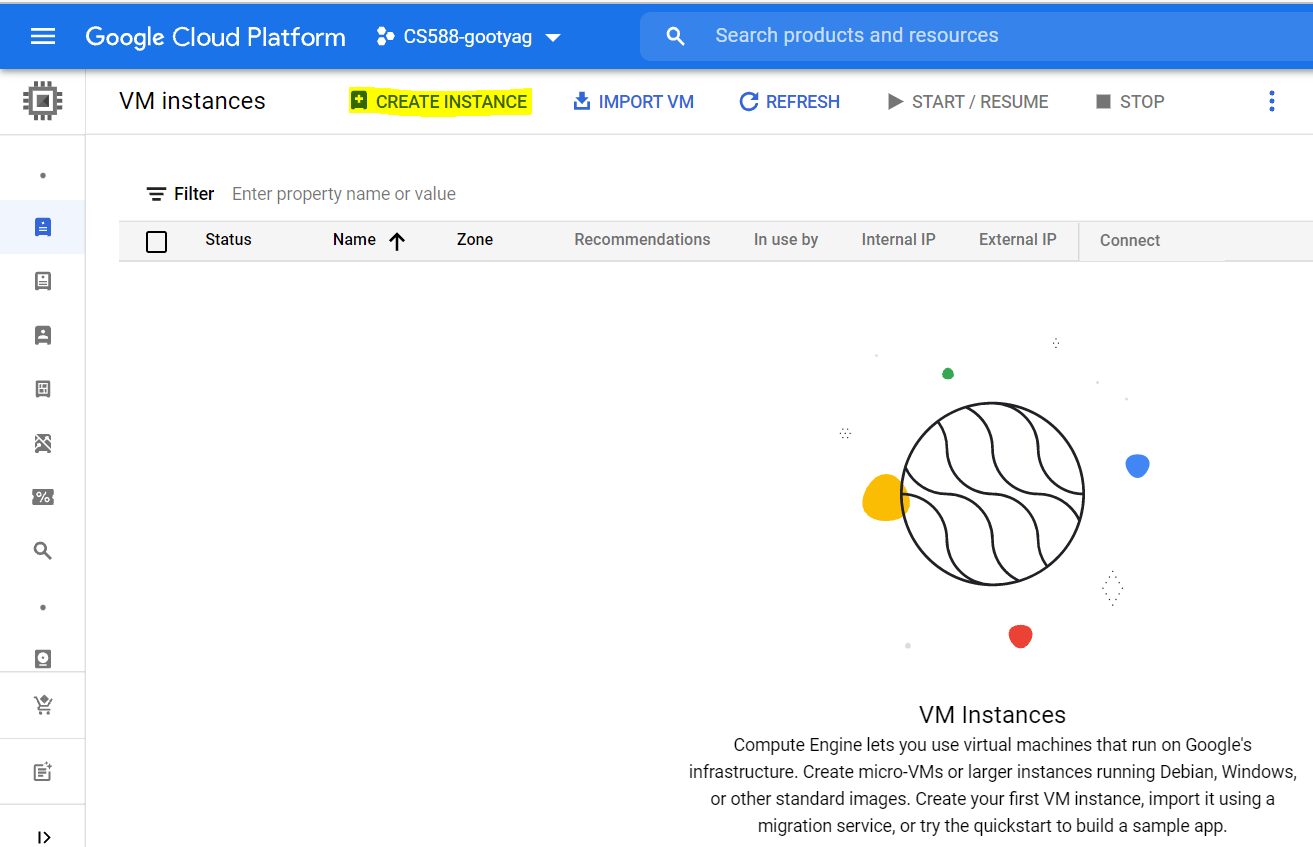 Google Cloud Platform CS588-gootyag Search products and resources
VM instances CREATE INSTANCE IMPORT VM REFRESH START / RESUME STOP
Filter Enter property name or value
Status Name Zone Recommendations In use by Internal IP External IP Connect
%
VM Instances
Compute Engine lets you use virtual machines that run on Google's
infrastructure. Create micro-VMs or larger instances running Debian, Windows,
or other standard images. Create your first VM instance, import it using a
migration service, or try the quickstart to build a sample app.